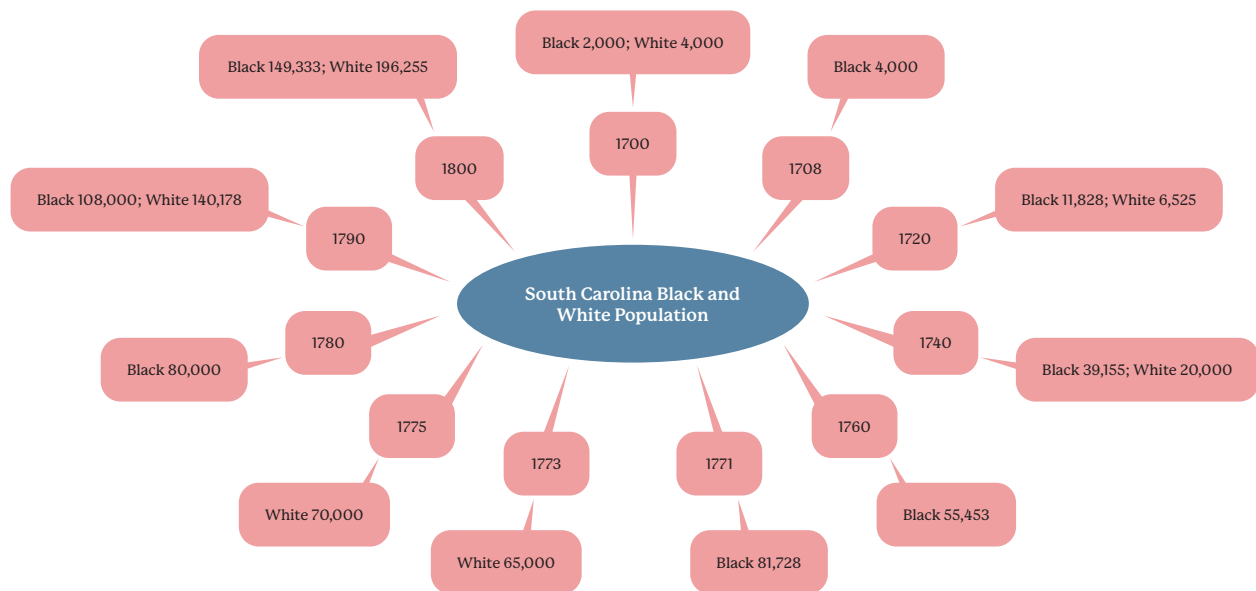 South Carolina Black and
White Population
1700
Black 2,000; White 4,000
1708
Black 4,000
1720
Black 11,828; White 6,525
1740
Black 39,155; White 20,000
1760
Black 55,453
1771
Black 81,728
1773
White 65,000
1775
White 70,000
1780
Black 80,000
1790
Black 108,000; White 140,178
1800
Black 149,333; White 196,255